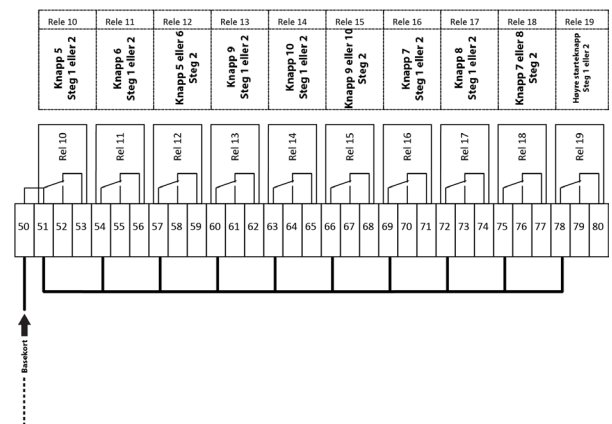 Rele 10 Rele 11 Rele 12 Rele 13 Rele 14 Rele 15 Rele 16 Rele 17 Rele 18 Rele 19
Knapp 5
Steg 1 eller 2
Knapp 6
Steg 1 eller 2
Knapp 5 eller 6
Steg 2
Knapp 9
Steg 1 eller 2
Knapp 10
Steg 1 eller 2
Knapp 9 eller 10
Steg 2
Knapp 7
Steg 1 eller 2
Knapp 8
Steg 1 eller 2
Knapp 7 eller 8
Steg 2
Høyre starteknapp
Steg 1 eller 2
Rel 10 Rel 11 Rel 12 Rel 13 Rel 14 Rel 15 Rel 16 Rel 17 Rel 18 Rel 19
50 51 52 53 54 55 56 57 58 59 60 61 62 63 64 65 66 67 68 69 70 71 72 73 74 75 76 77 78 79 80
Basekort